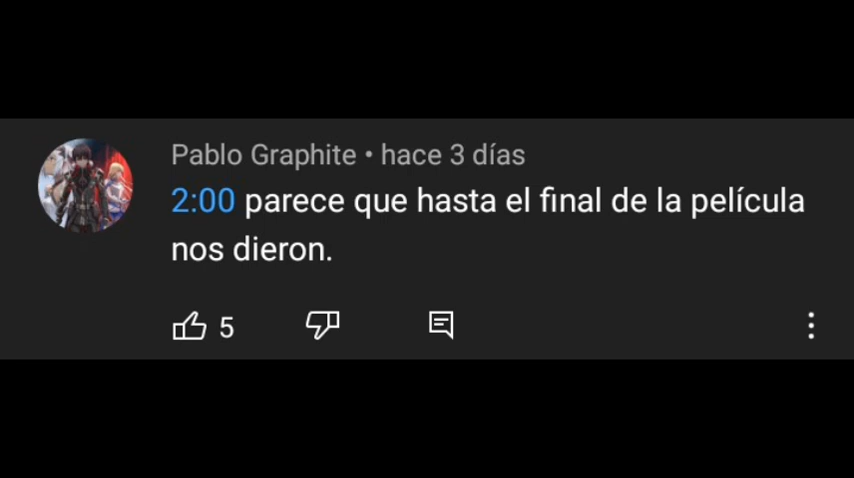 Pablo Graphite • hace 3 días
2:00 parece que hasta el final de la película
nos dieron.
5